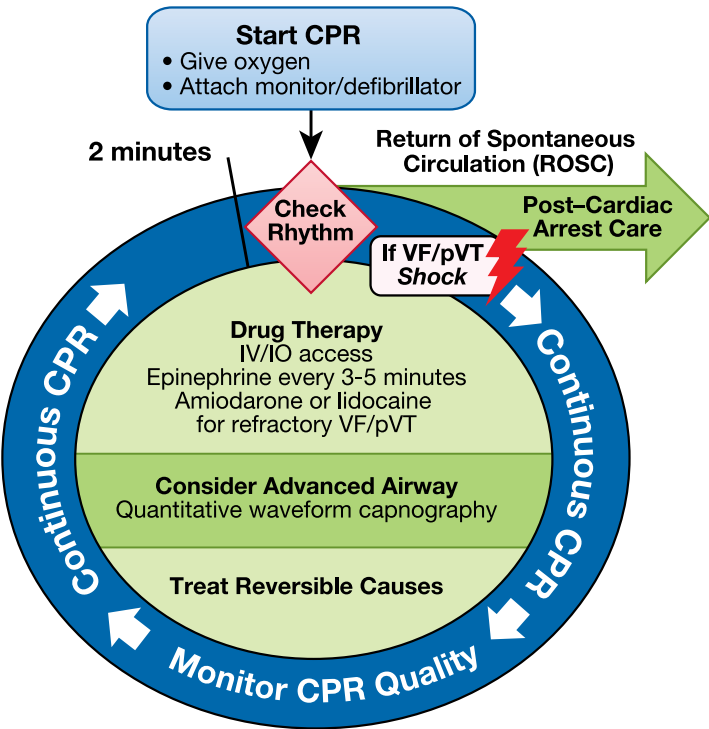 Start CPR
• Give oxygen
• Attach monitor/defibrillator
2 minutes
Return of Spontaneous
Circulation (ROSC)
Check
Rhythm
Post–Cardiac
Arrest Care
If VF/pVT
Shock
Drug Therapy
IV/IO access
Epinephrine every 3-5 minutes
Amiodarone or lidocaine
for refractory VF/pVT
Consider Advanced Airway
Quantitative waveform capnography
Treat Reversible Causes
Continuous CPR
Monitor CPR Quality
Continuous CPR